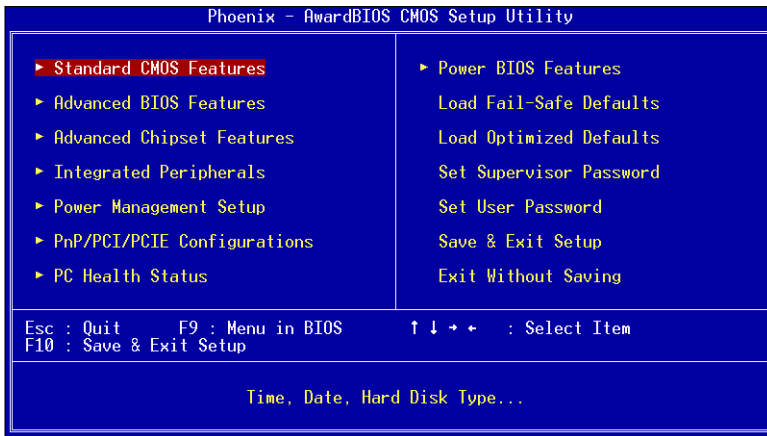 Phoenix - AwardBIOS CMOS Setup Utility
► Standard CMOS Features
► Advanced BIOS Features
► Advanced Chipset Features
► Integrated Peripherals
► Power Management Setup
► PnP/PCI/PCIE Configurations
► PC Health Status
► Power BIOS Features
Load Fail-Safe Defaults
Load Optimized Defaults
Set Supervisor Password
Set User Password
Save & Exit Setup
Exit Without Saving
Esc : Quit F9 : Menu in BIOS ↑ ↓ → ← : Select Item
F10 : Save & Exit Setup
Time, Date, Hard Disk Type...